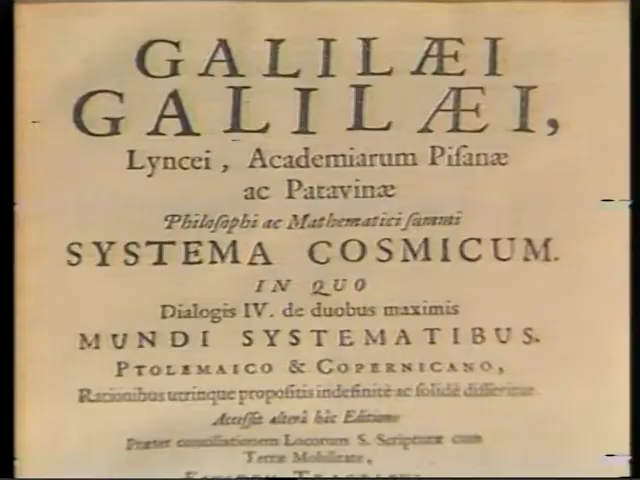 GALILÆI
GALILÆI,
Lyncei, Academiarum Piſanæ
ac Patavinæ
Philoſophi ac Mathematici ſummi
SYSTEMA COSMICUM.
IN QUO
Dialogis IV. de duobus maximis
MUNDI SYSTEMATIBUS.
PTOLEMAICO & COPERNICANO,
Rationibus utrinque propoſitis indefinitè ac ſolidè diſſeritur.
Acceſſit alterâ hâc Editione
Præter conciliationem Locorum S. Scripturæ cum
Terræ Mobilitate,